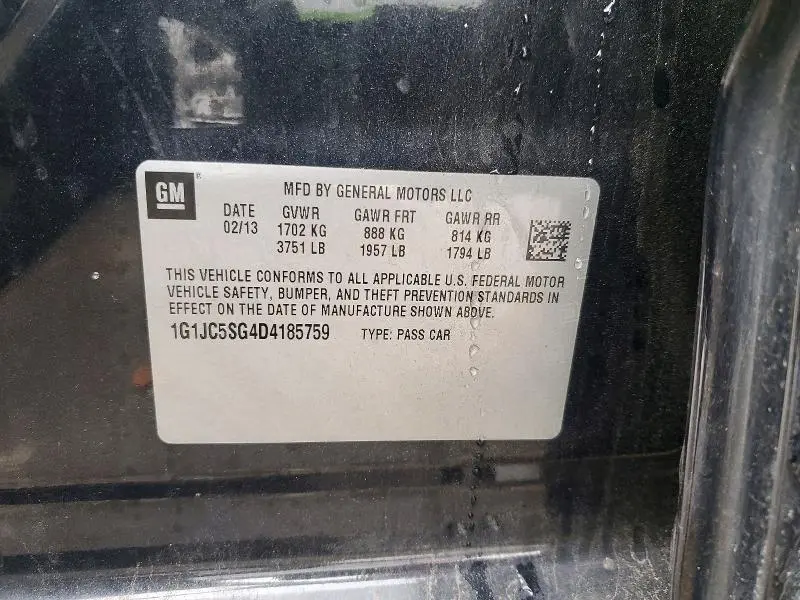 GM
MFD BY GENERAL MOTORS LLC
DATE GVWR GAWR FRT GAWR RR
02/13 1702 KG 888 KG 814 KG
3751 LB 1957 LB 1794 LB
THIS VEHICLE CONFORMS TO ALL APPLICABLE U.S. FEDERAL MOTOR
VEHICLE SAFETY, BUMPER, AND THEFT PREVENTION STANDARDS IN
EFFECT ON THE DATE OF MANUFACTURE SHOWN ABOVE.
1G1JC5SG4D4185759 TYPE: PASS CAR